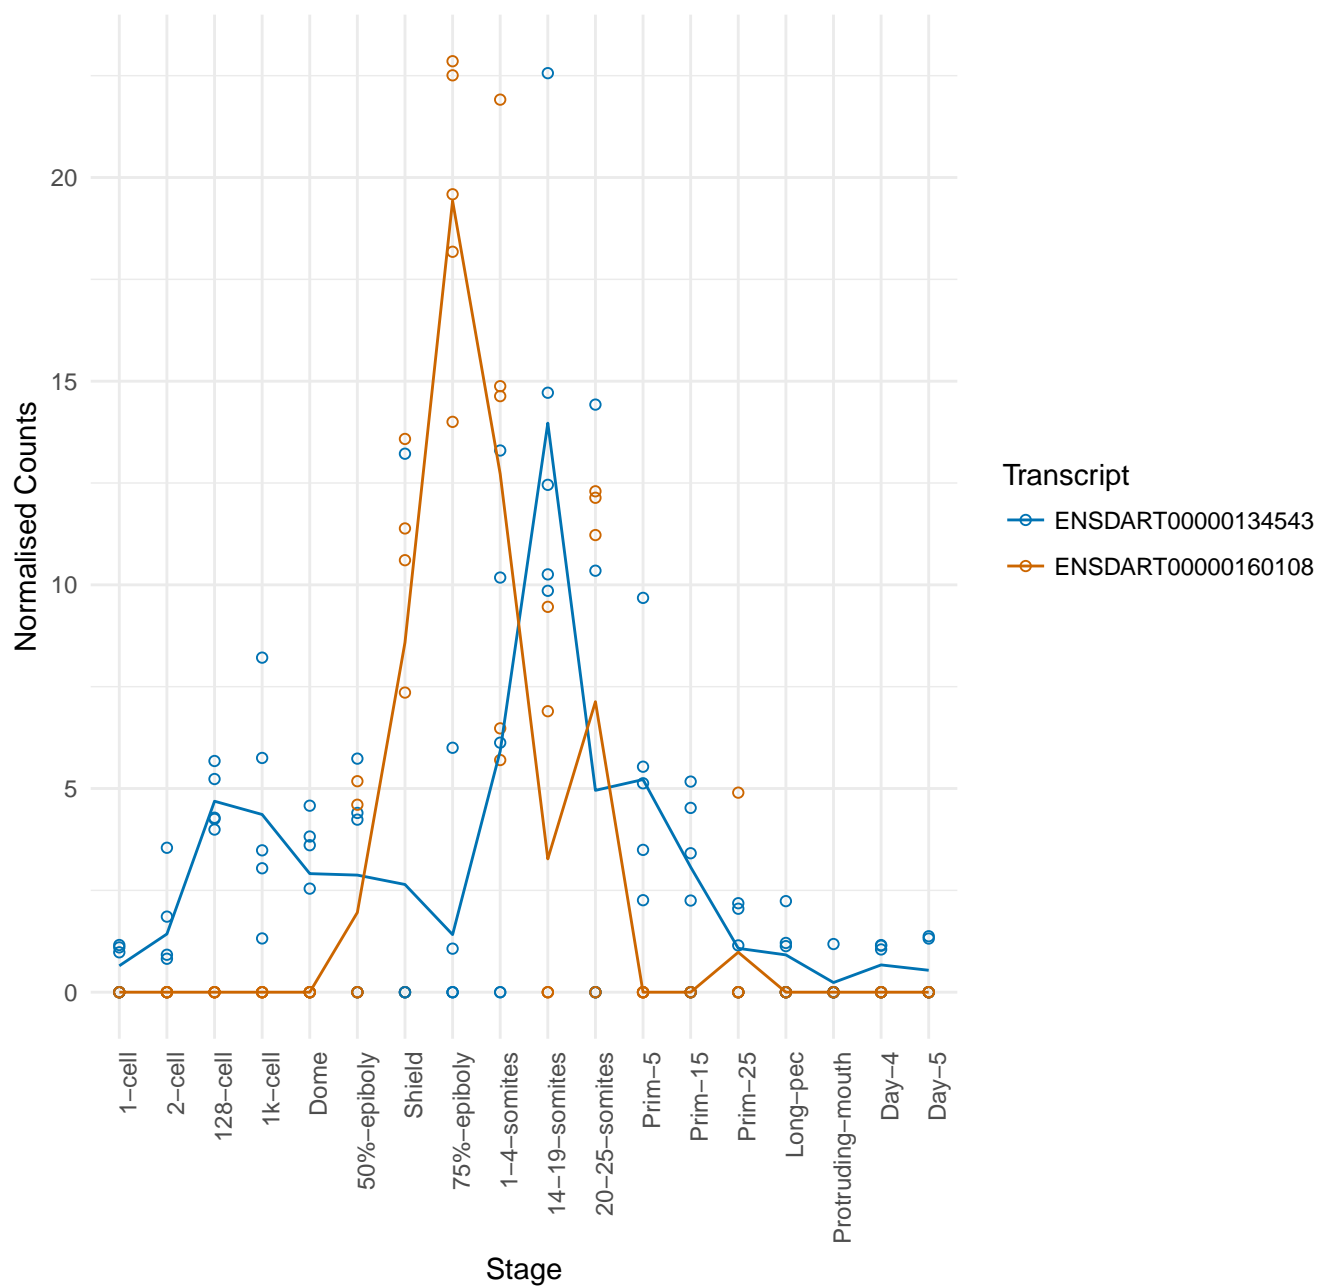 Normalised Counts
20
15
10
5
0
1−cell
2−cell
128−cell
1k−cell
Dome
50%−epiboly
Shield
75%−epiboly
1−4−somites
14−19−somites
20−25−somites
Prim−5
Prim−15
Prim−25
Long−pec
Protruding−mouth
Day−4
Day−5
Stage
Transcript
ENSDART00000134543
ENSDART00000160108